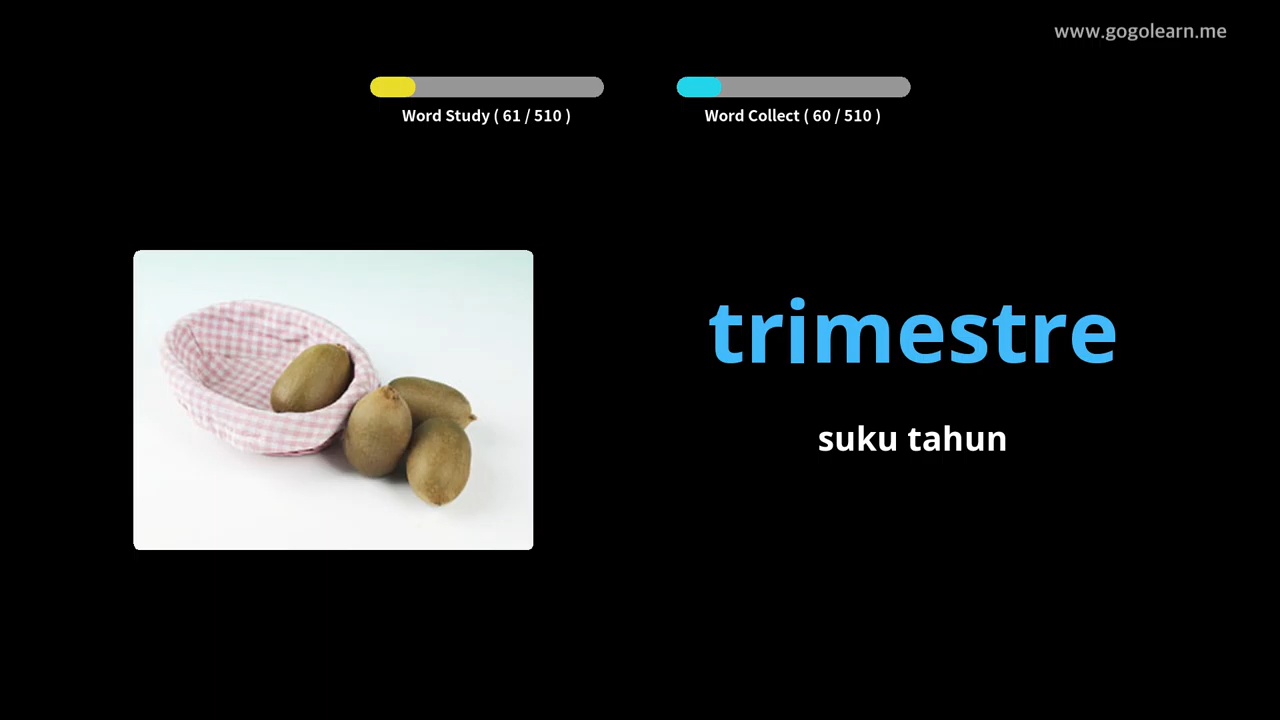 www.gogolearn.me
Word Study ( 61 / 510 )
Word Collect ( 60 / 510 )
trimestre
suku tahun